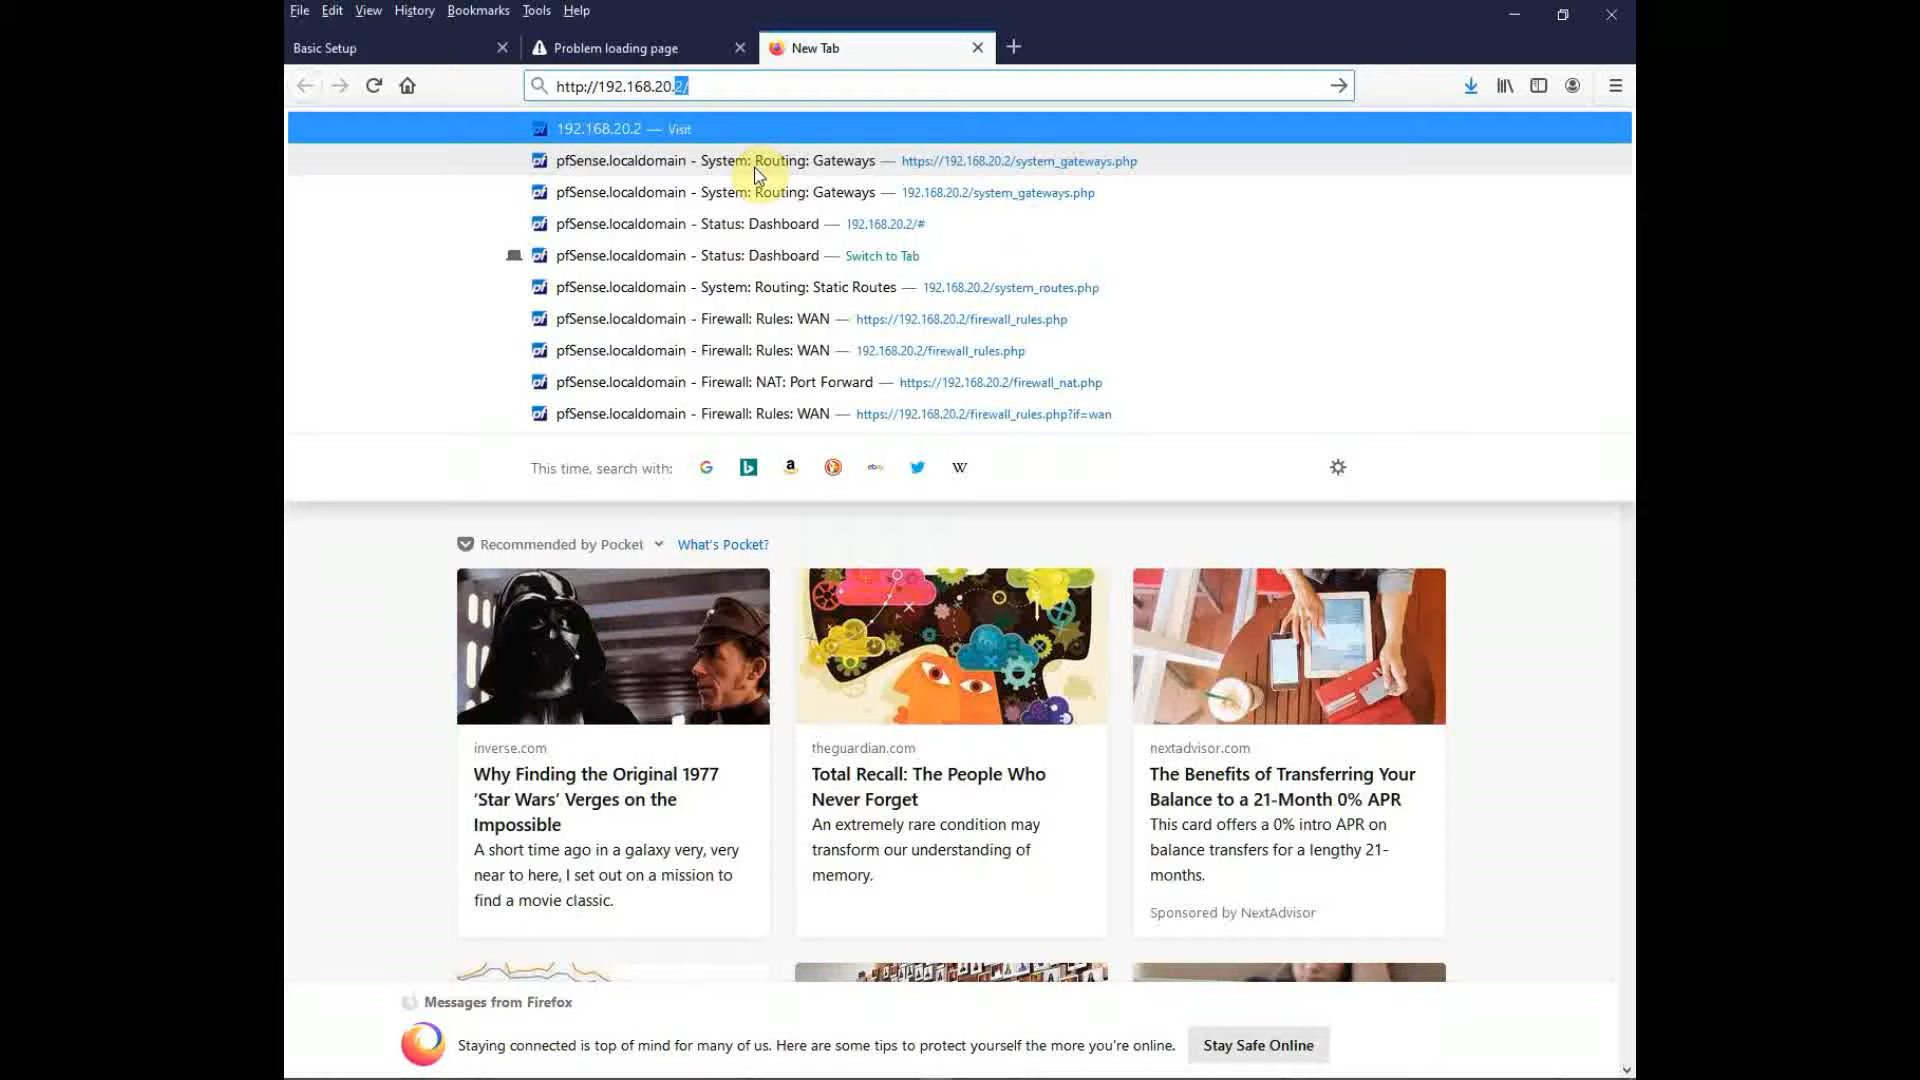 File Edit View History Bookmarks Tools Help
Basic Setup
Problem loading page
New Tab
http://192.168.20.2/
192.168.20.2 — Visit
pfSense.localdomain - System: Routing: Gateways — https://192.168.20.2/system_gateways.php
pfSense.localdomain - System: Routing: Gateways — 192.168.20.2/system_gateways.php
pfSense.localdomain - Status: Dashboard — 192.168.20.2/#
pfSense.localdomain - Status: Dashboard — Switch to Tab
pfSense.localdomain - System: Routing: Static Routes — 192.168.20.2/system_routes.php
pfSense.localdomain - Firewall: Rules: WAN — https://192.168.20.2/firewall_rules.php
pfSense.localdomain - Firewall: Rules: WAN — 192.168.20.2/firewall_rules.php
pfSense.localdomain - Firewall: NAT: Port Forward — https://192.168.20.2/firewall_nat.php
pfSense.localdomain - Firewall: Rules: WAN — https://192.168.20.2/firewall_rules.php?if=wan
This time, search with:
Recommended by Pocket What's Pocket?
inverse.com
Why Finding the Original 1977
‘Star Wars’ Verges on the
Impossible
A short time ago in a galaxy very, very
near to here, I set out on a mission to
find a movie classic.
theguardian.com
Total Recall: The People Who
Never Forget
An extremely rare condition may
transform our understanding of
memory.
nextadvisor.com
The Benefits of Transferring Your
Balance to a 21-Month 0% APR
This card offers a 0% intro APR on
balance transfers for a lengthy 21-
months.
Sponsored by NextAdvisor
Messages from Firefox
Staying connected is top of mind for many of us. Here are some tips to protect yourself the more you're online.
Stay Safe Online